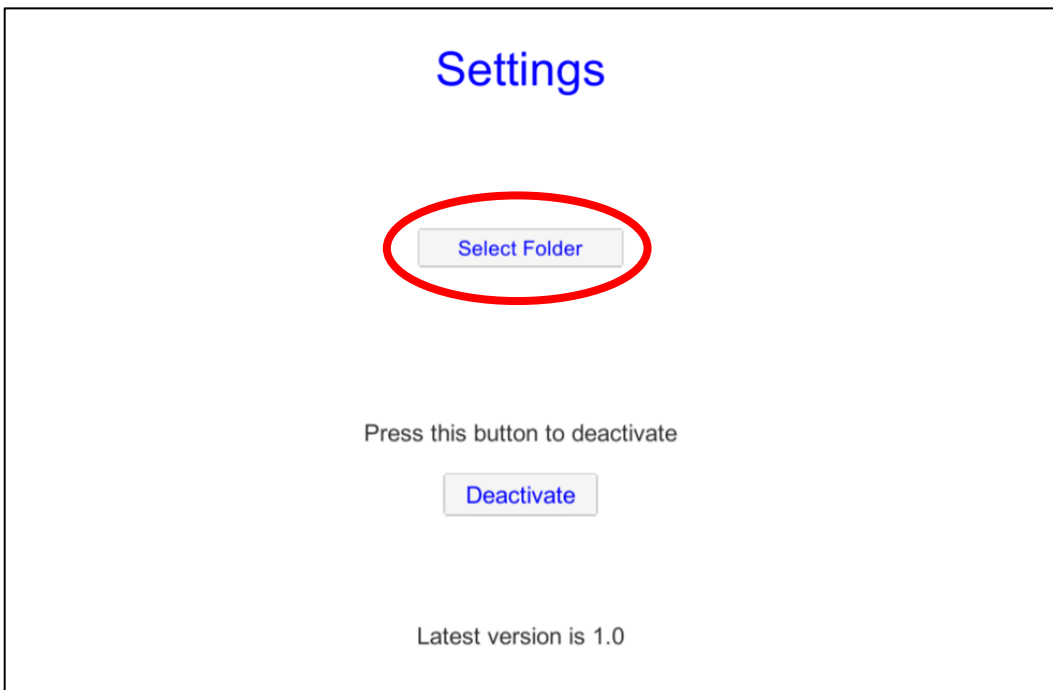 Settings
Select Folder
Press this button to deactivate
Deactivate
Latest version is 1.0